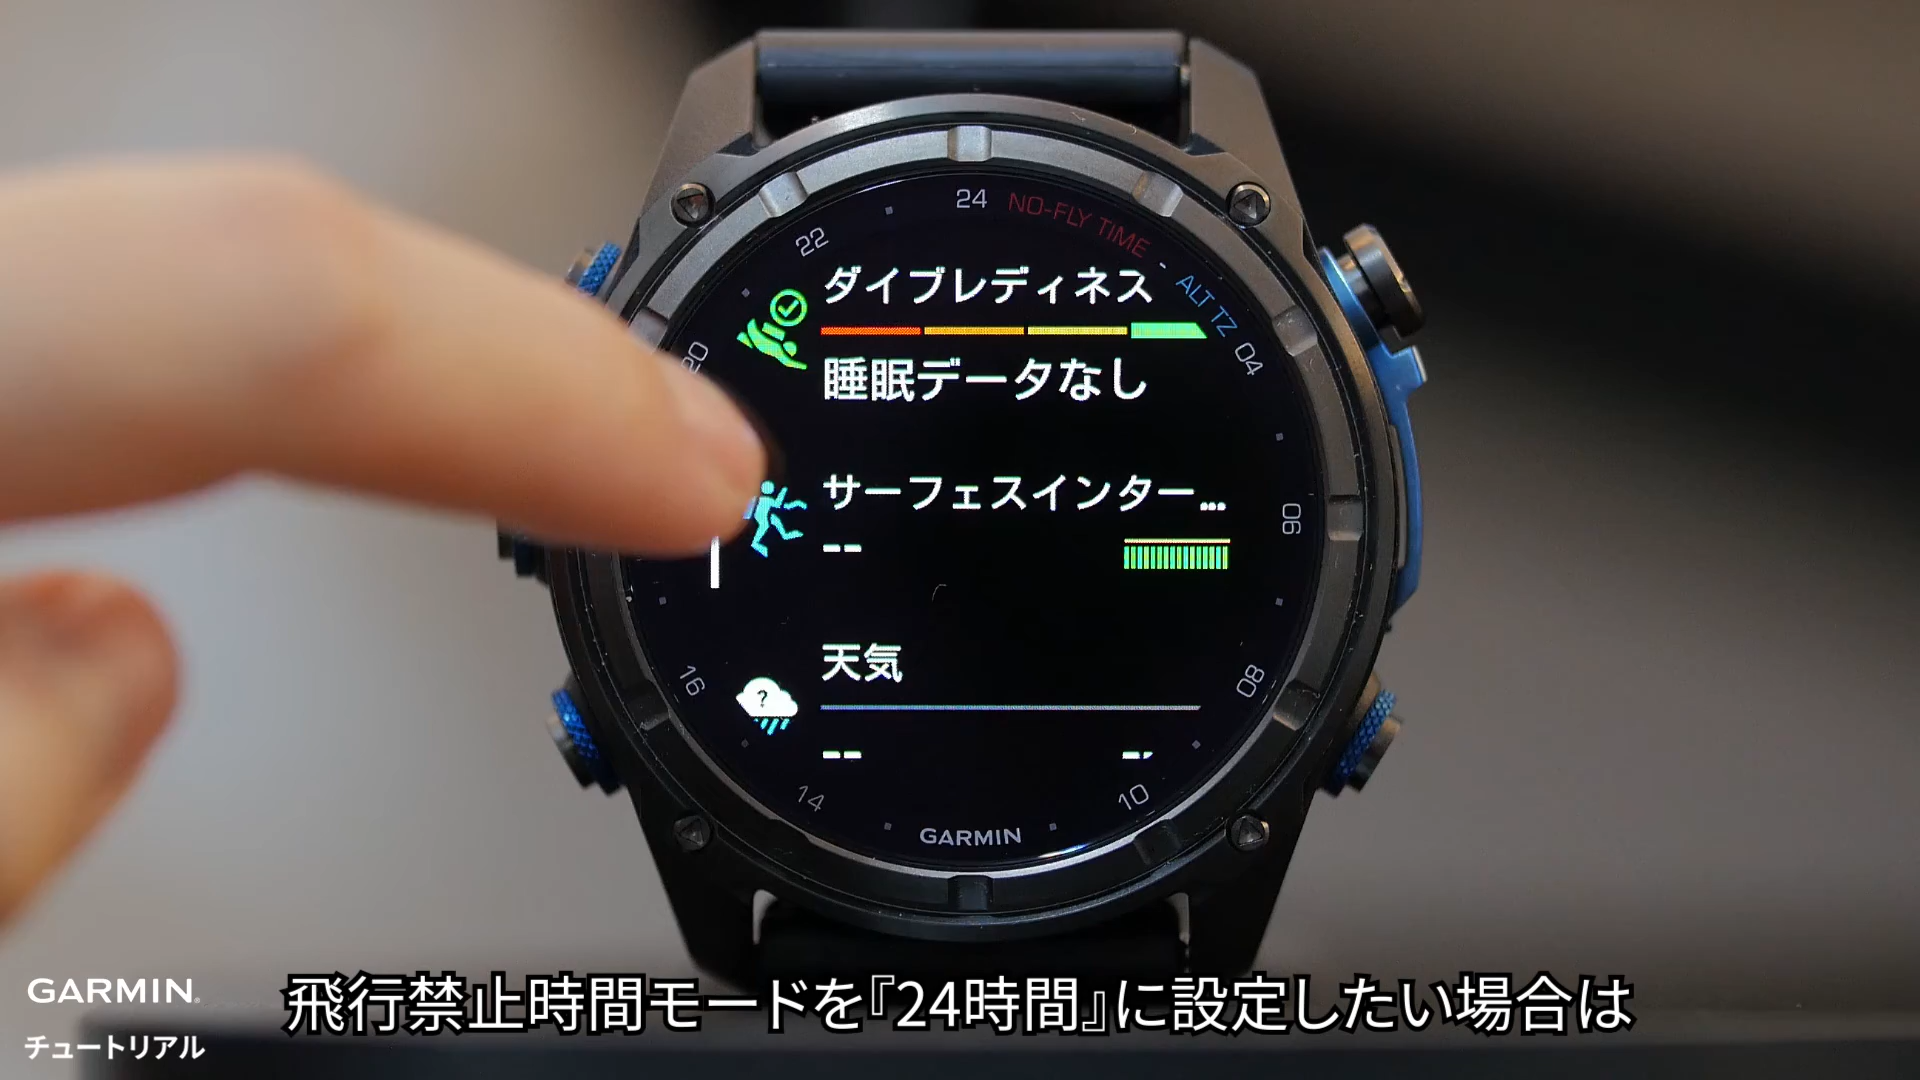 24
NO-FLY TIME
ALT TZ
22
ダイブレディネス
20
04
睡眠データなし
サーフェスインター...
--
06
天気
16
08
?
--
14
10
GARMIN
GARMIN
飛行禁止時間モードを『24時間』に設定したい場合は
チュートリアル